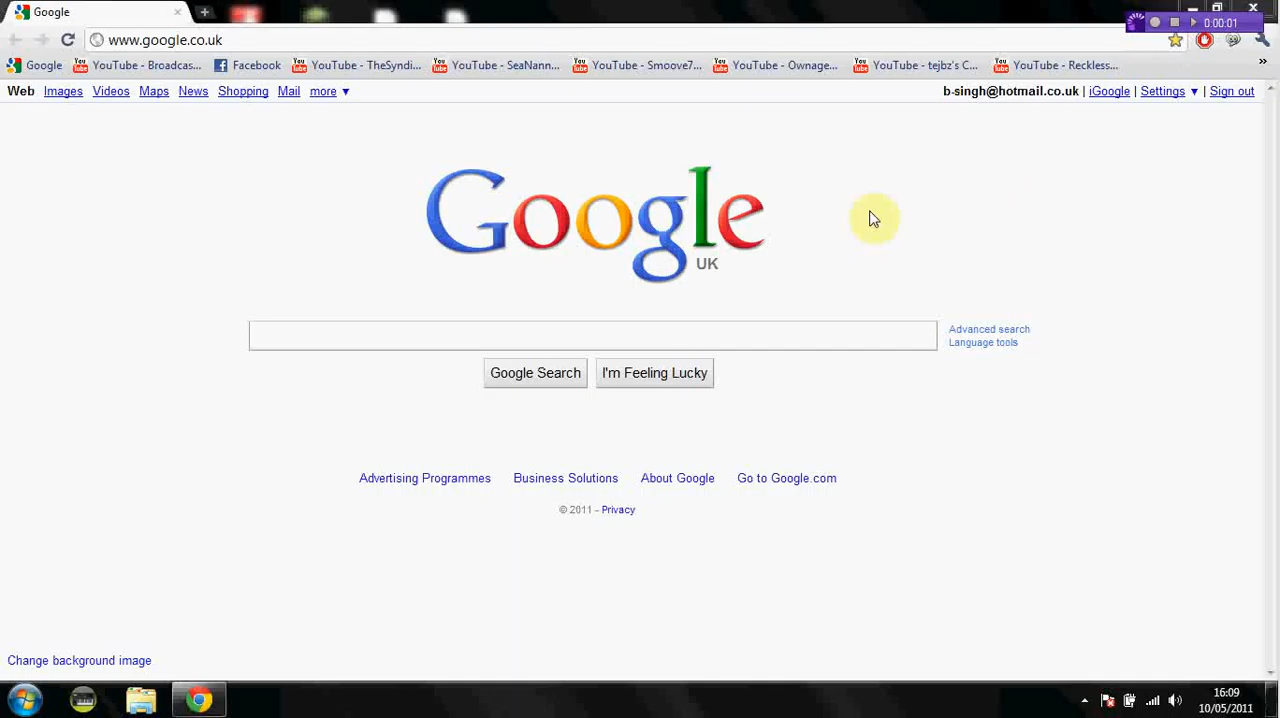 Google
0:00:01
www.google.co.uk
Google YouTube - Broadcas... Facebook YouTube - TheSyndi... YouTube - SeaNann... YouTube - Smoove7... YouTube - Ownage... YouTube - tejbz's C... YouTube - Reckless... »
Web Images Videos Maps News Shopping Mail more ▼ b-singh@hotmail.co.uk | iGoogle | Settings ▼ | Sign out
Google
UK
Advanced search
Language tools
Google Search I'm Feeling Lucky
Advertising Programmes Business Solutions About Google Go to Google.com
© 2011 - Privacy
Change background image
16:09
10/05/2011